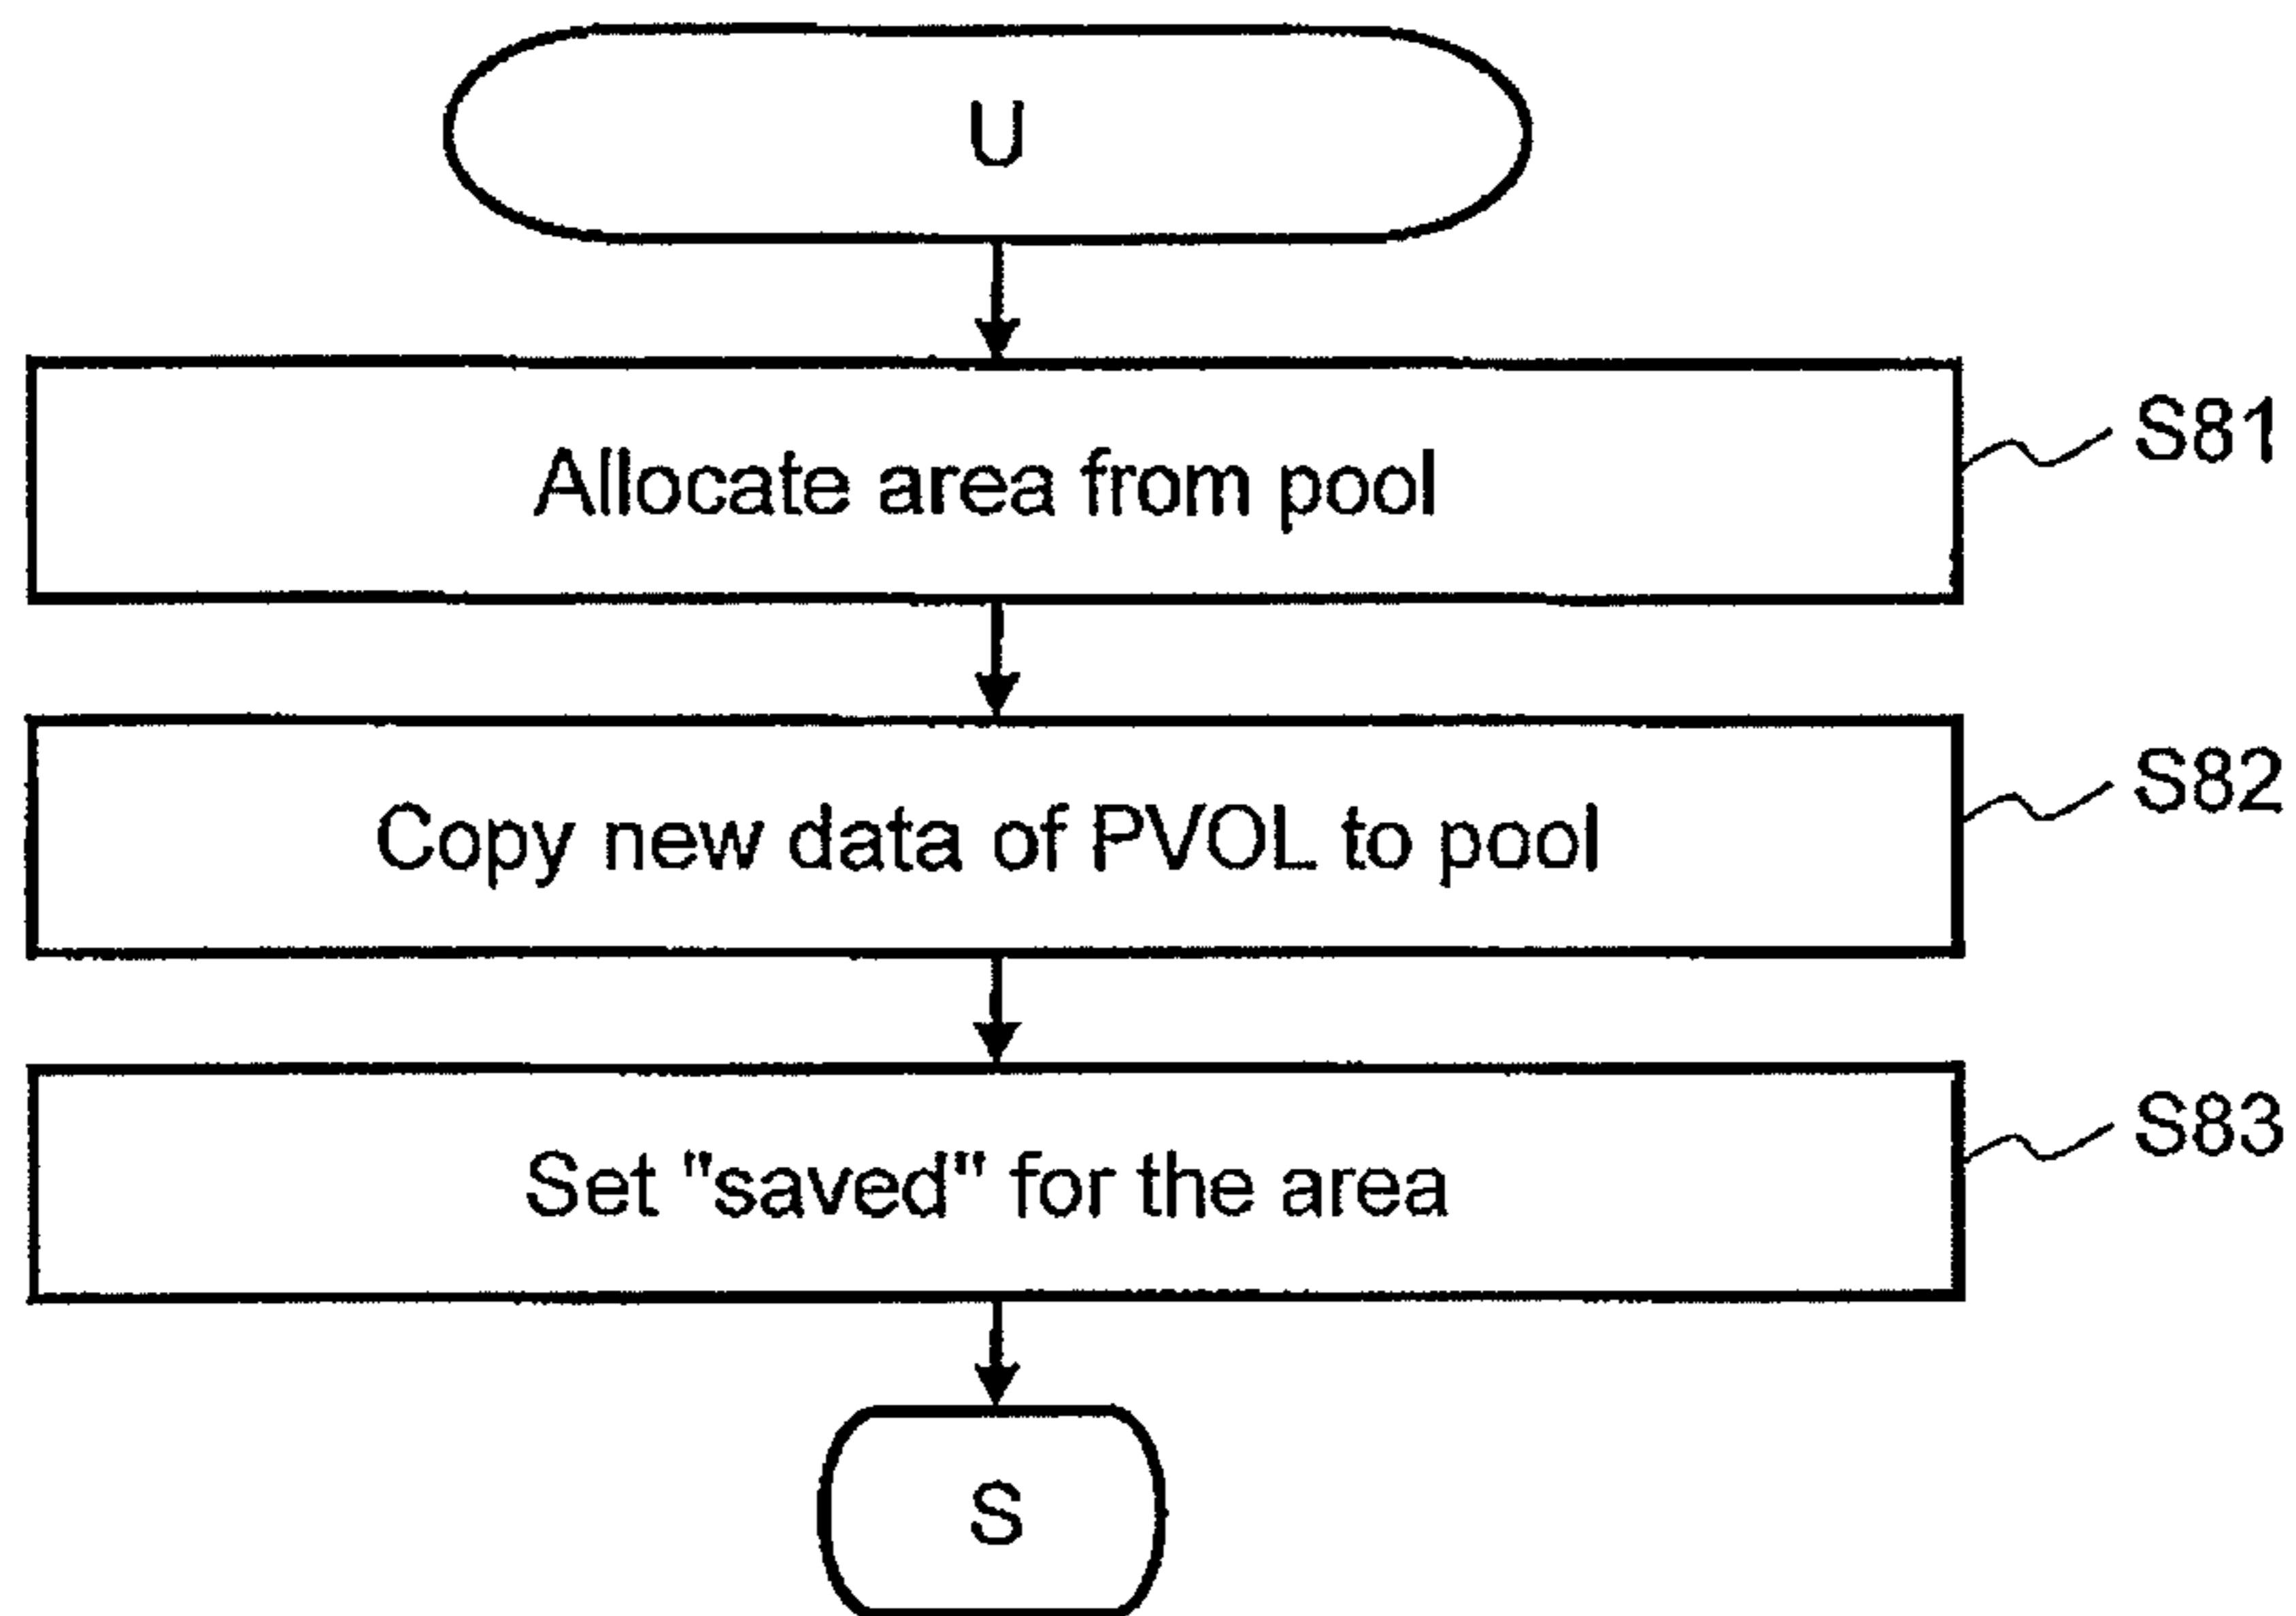 U
Allocate area from pool
S81
Copy new data of PVOL to pool
S82
Set "saved" for the area
S83
S